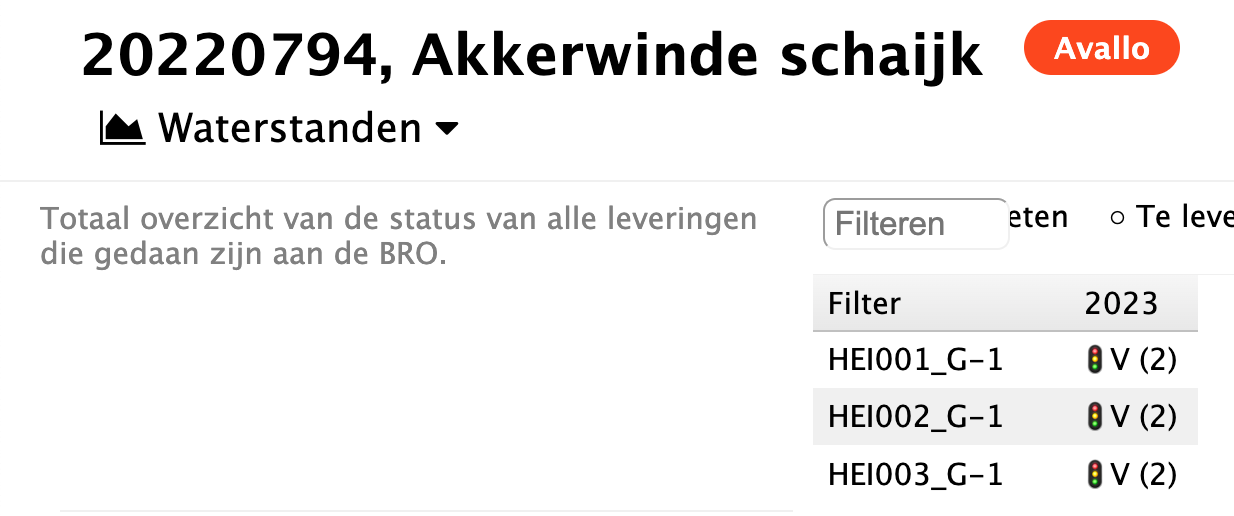 20220794, Akkerwinde schaijk
Avallo
Waterstanden
Totaal overzicht van de status van alle leveringen
die gedaan zijn aan de BRO.
Filteren
eten
Te leve
Filter 2023
HEI001_G-1 V (2)
HEI002_G-1 V (2)
HEI003_G-1 V (2)